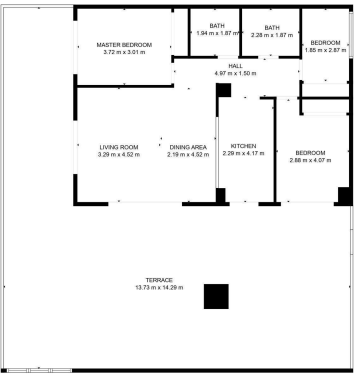 BATH
1.94 m x 1.87 m
BATH
2.28 m x 1.87 m
MASTER BEDROOM
3.72 m x 3.01 m
BEDROOM
1.85 m x 2.87 m
HALL
4.97 m x 1.50 m
LIVING ROOM
3.29 m x 4.52 m
DINING AREA
2.19 m x 4.52 m
KITCHEN
2.29 m x 4.17 m
BEDROOM
2.88 m x 4.07 m
TERRACE
13.73 m x 14.29 m